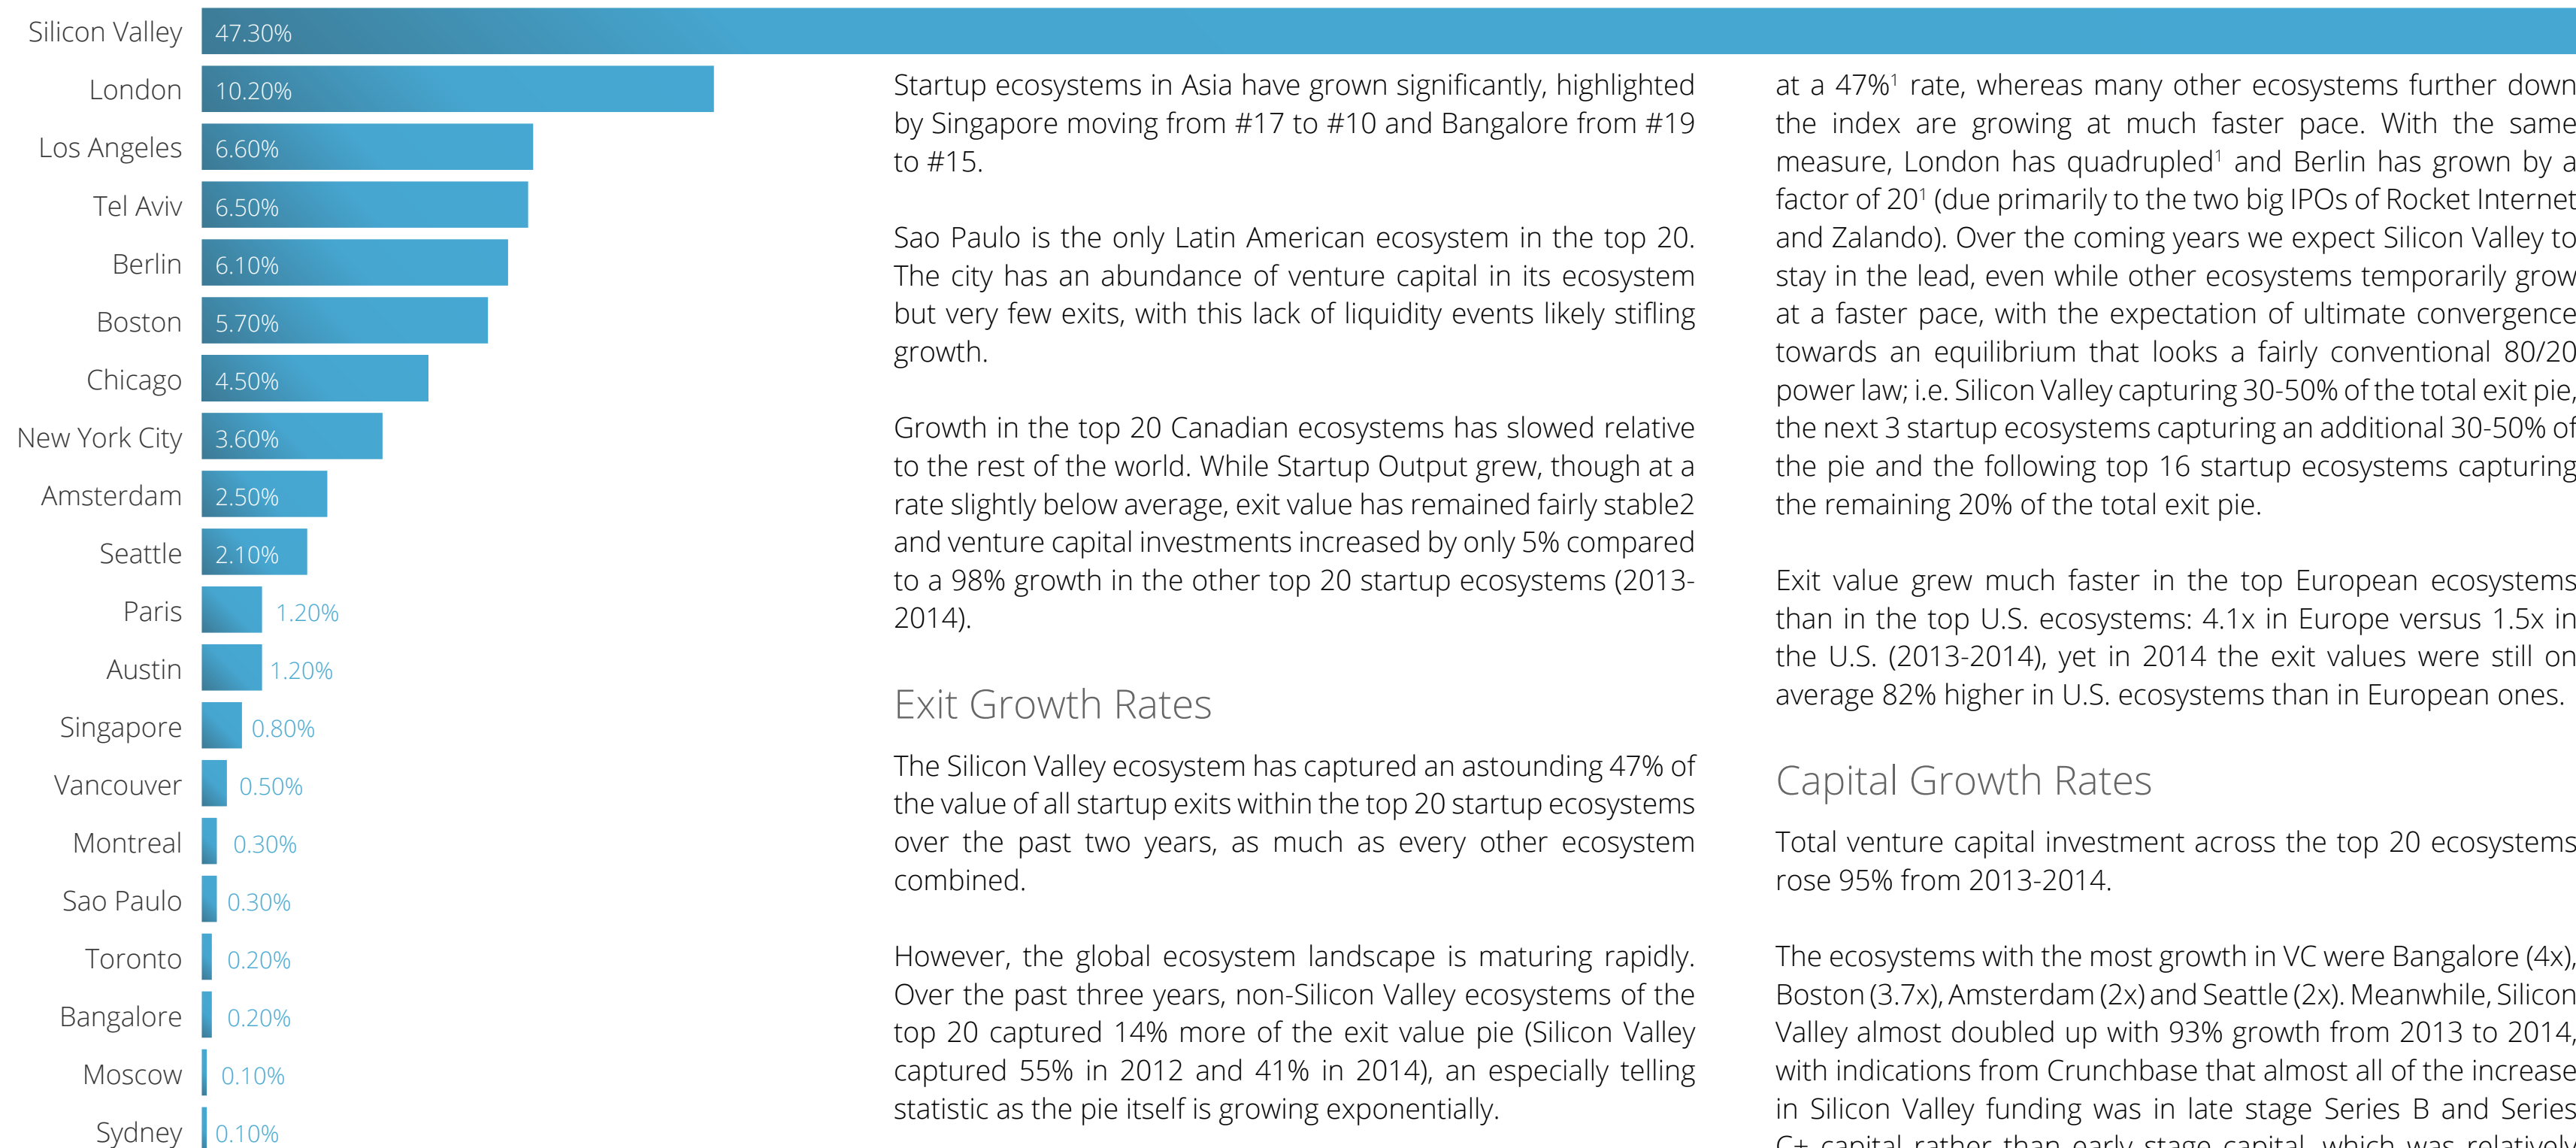 Silicon Valley 47.30%
London 10.20%
Los Angeles 6.60%
Tel Aviv 6.50%
Berlin 6.10%
Boston 5.70%
Chicago 4.50%
New York City 3.60%
Amsterdam 2.50%
Seattle 2.10%
Paris 1.20%
Austin 1.20%
Singapore 0.80%
Vancouver 0.50%
Montreal 0.30%
Sao Paulo 0.30%
Toronto 0.20%
Bangalore 0.20%
Moscow 0.10%
Sydney 0.10%
Startup ecosystems in Asia have grown significantly, highlighted
by Singapore moving from #17 to #10 and Bangalore from #19
to #15.
Sao Paulo is the only Latin American ecosystem in the top 20.
The city has an abundance of venture capital in its ecosystem
but very few exits, with this lack of liquidity events likely stifling
growth.
Growth in the top 20 Canadian ecosystems has slowed relative
to the rest of the world. While Startup Output grew, though at a
rate slightly below average, exit value has remained fairly stable2
and venture capital investments increased by only 5% compared
to a 98% growth in the other top 20 startup ecosystems (2013-
2014).
Exit Growth Rates
The Silicon Valley ecosystem has captured an astounding 47% of
the value of all startup exits within the top 20 startup ecosystems
over the past two years, as much as every other ecosystem
combined.
However, the global ecosystem landscape is maturing rapidly.
Over the past three years, non-Silicon Valley ecosystems of the
top 20 captured 14% more of the exit value pie (Silicon Valley
captured 55% in 2012 and 41% in 2014), an especially telling
statistic as the pie itself is growing exponentially.
at a 47%¹ rate, whereas many other ecosystems further down
the index are growing at much faster pace. With the same
measure, London has quadrupled¹ and Berlin has grown by a
factor of 20¹ (due primarily to the two big IPOs of Rocket Internet
and Zalando). Over the coming years we expect Silicon Valley to
stay in the lead, even while other ecosystems temporarily grow
at a faster pace, with the expectation of ultimate convergence
towards an equilibrium that looks a fairly conventional 80/20
power law; i.e. Silicon Valley capturing 30-50% of the total exit pie,
the next 3 startup ecosystems capturing an additional 30-50% of
the pie and the following top 16 startup ecosystems capturing
the remaining 20% of the total exit pie.
Exit value grew much faster in the top European ecosystems
than in the top U.S. ecosystems: 4.1x in Europe versus 1.5x in
the U.S. (2013-2014), yet in 2014 the exit values were still on
average 82% higher in U.S. ecosystems than in European ones.
Capital Growth Rates
Total venture capital investment across the top 20 ecosystems
rose 95% from 2013-2014.
The ecosystems with the most growth in VC were Bangalore (4x),
Boston (3.7x), Amsterdam (2x) and Seattle (2x). Meanwhile, Silicon
Valley almost doubled up with 93% growth from 2013 to 2014,
with indications from Crunchbase that almost all of the increase
in Silicon Valley funding was in late stage Series B and Series
C+ capital rather than early stage capital, which was relatively